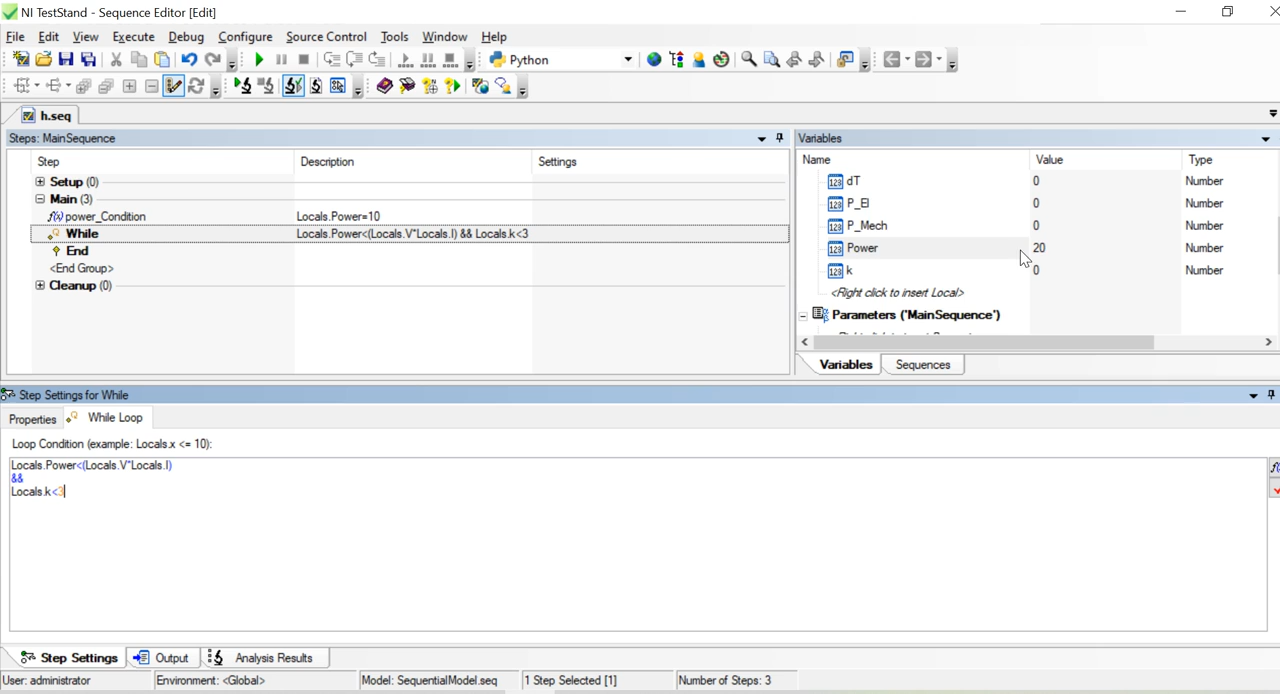 NI TestStand - Sequence Editor [Edit]
File Edit View Execute Debug Configure Source Control Tools Window Help
Python
h.seq
Steps: MainSequence
Step Description Settings
Setup (0)
Main (3)
f(x) power_Condition Locals.Power=10
While Locals.Power<(Locals.V*Locals.I) && Locals.k<3
End
<End Group>
Cleanup (0)
Variables
Name Value Type
123 dT 0 Number
123 P_El 0 Number
123 P_Mech 0 Number
123 Power 20 Number
123 k 0 Number
<Right click to insert Local>
Parameters ('MainSequence')
Variables Sequences
Step Settings for While
Properties While Loop
Loop Condition (example: Locals.x <= 10):
Locals.Power<(Locals.V*Locals.I)
&&
Locals.k<3
Step Settings Output Analysis Results
User: administrator Environment: <Global> Model: SequentialModel.seq 1 Step Selected [1] Number of Steps: 3